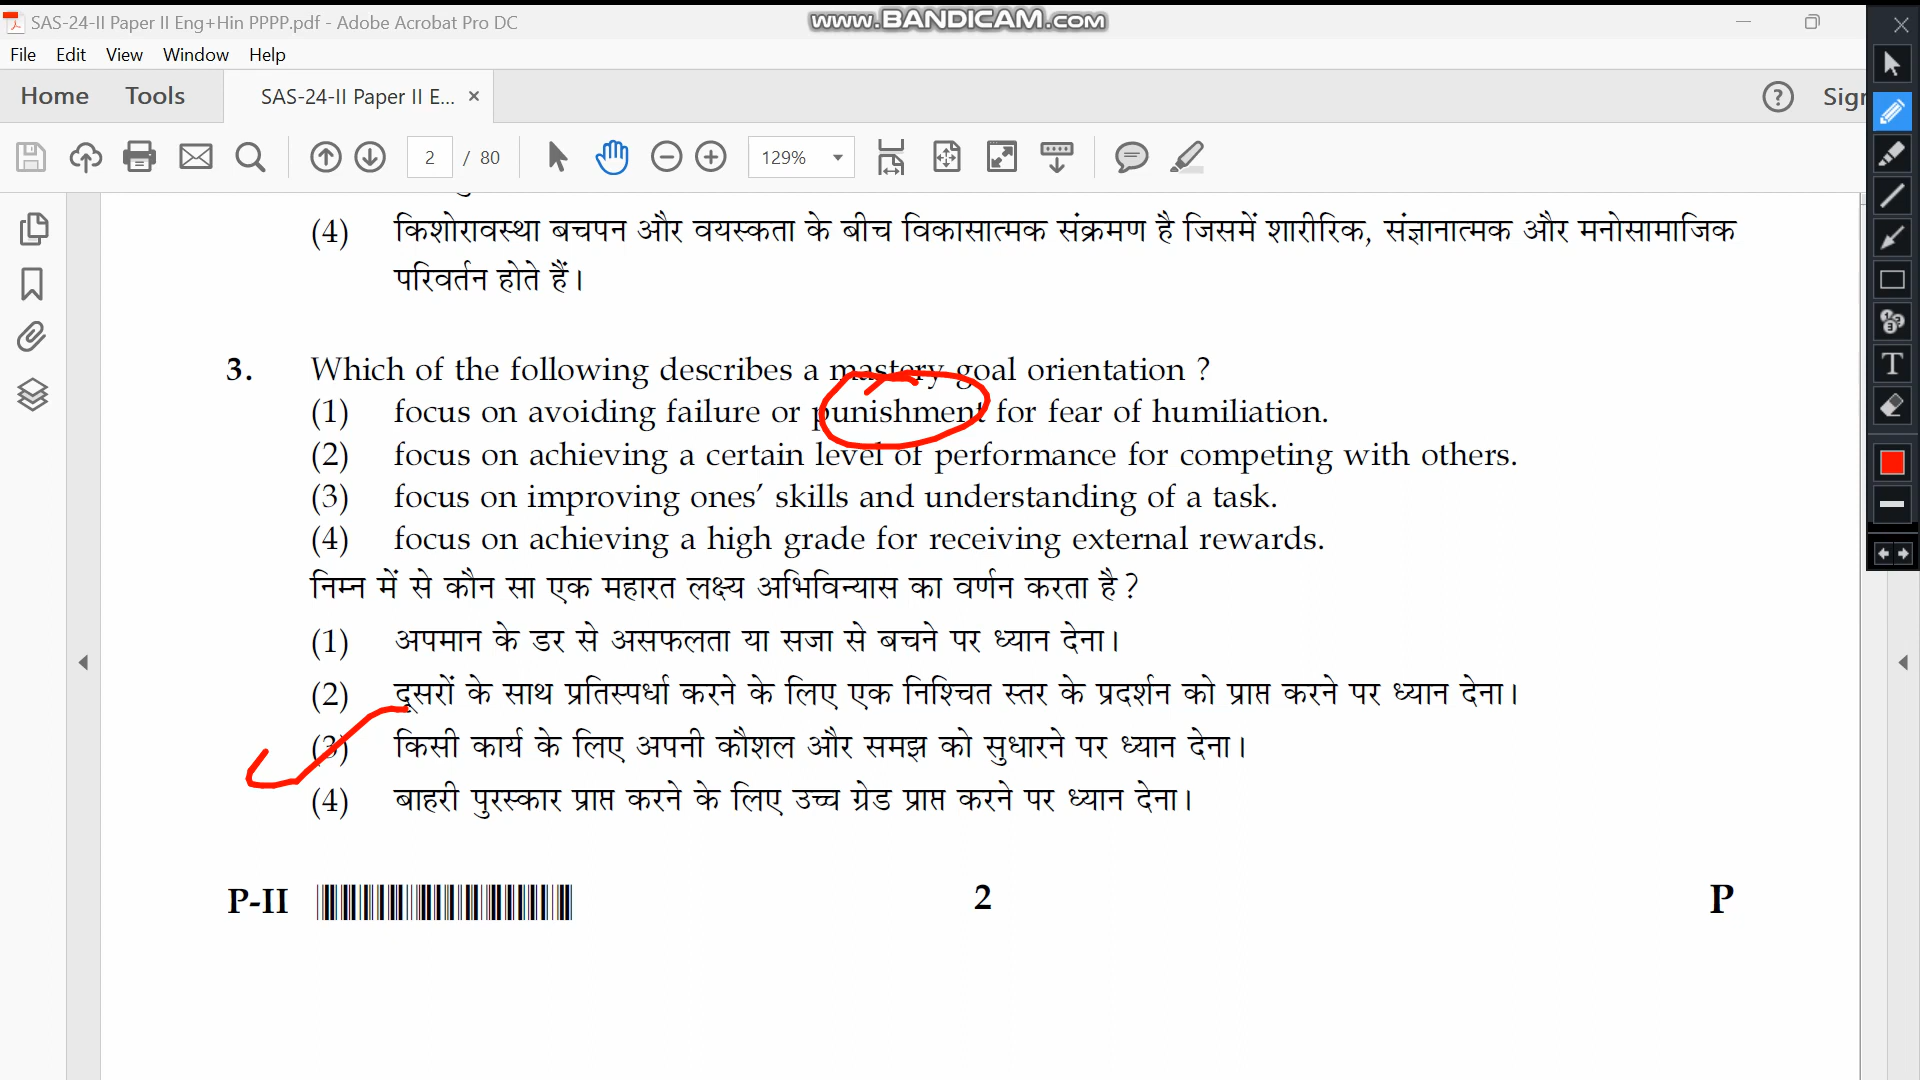 SAS-24-II Paper II Eng+Hin PPPP.pdf - Adobe Acrobat Pro DC
www.BANDICAM.com
File Edit View Window Help
Home Tools SAS-24-II Paper II E... × ? Sign
2 / 80 129%
(4) किशोरावस्था बचपन और वयस्कता के बीच विकासात्मक संक्रमण है जिसमें शारीरिक, संज्ञानात्मक और मनोसामाजिक
परिवर्तन होते हैं।
3. Which of the following describes a mastery goal orientation ?
(1) focus on avoiding failure or punishment for fear of humiliation.
(2) focus on achieving a certain level of performance for competing with others.
(3) focus on improving ones’ skills and understanding of a task.
(4) focus on achieving a high grade for receiving external rewards.
निम्न में से कौन सा एक महारत लक्ष्य अभिविन्यास का वर्णन करता है ?
(1) अपमान के डर से असफलता या सजा से बचने पर ध्यान देना।
(2) दूसरों के साथ प्रतिस्पर्धा करने के लिए एक निश्चित स्तर के प्रदर्शन को प्राप्त करने पर ध्यान देना।
(3) किसी कार्य के लिए अपनी कौशल और समझ को सुधारने पर ध्यान देना।
(4) बाहरी पुरस्कार प्राप्त करने के लिए उच्च ग्रेड प्राप्त करने पर ध्यान देना।
P-II 2 P